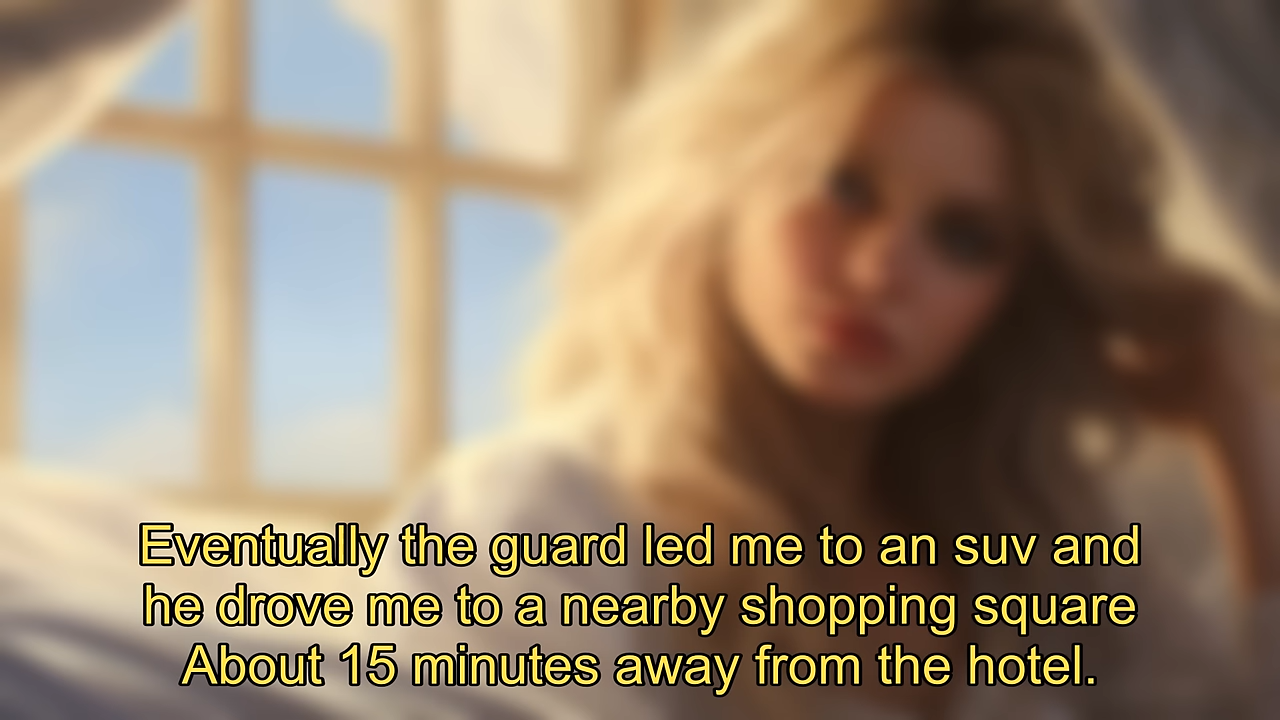 Eventually the guard led me to an suv and
he drove me to a nearby shopping square
About 15 minutes away from the hotel.